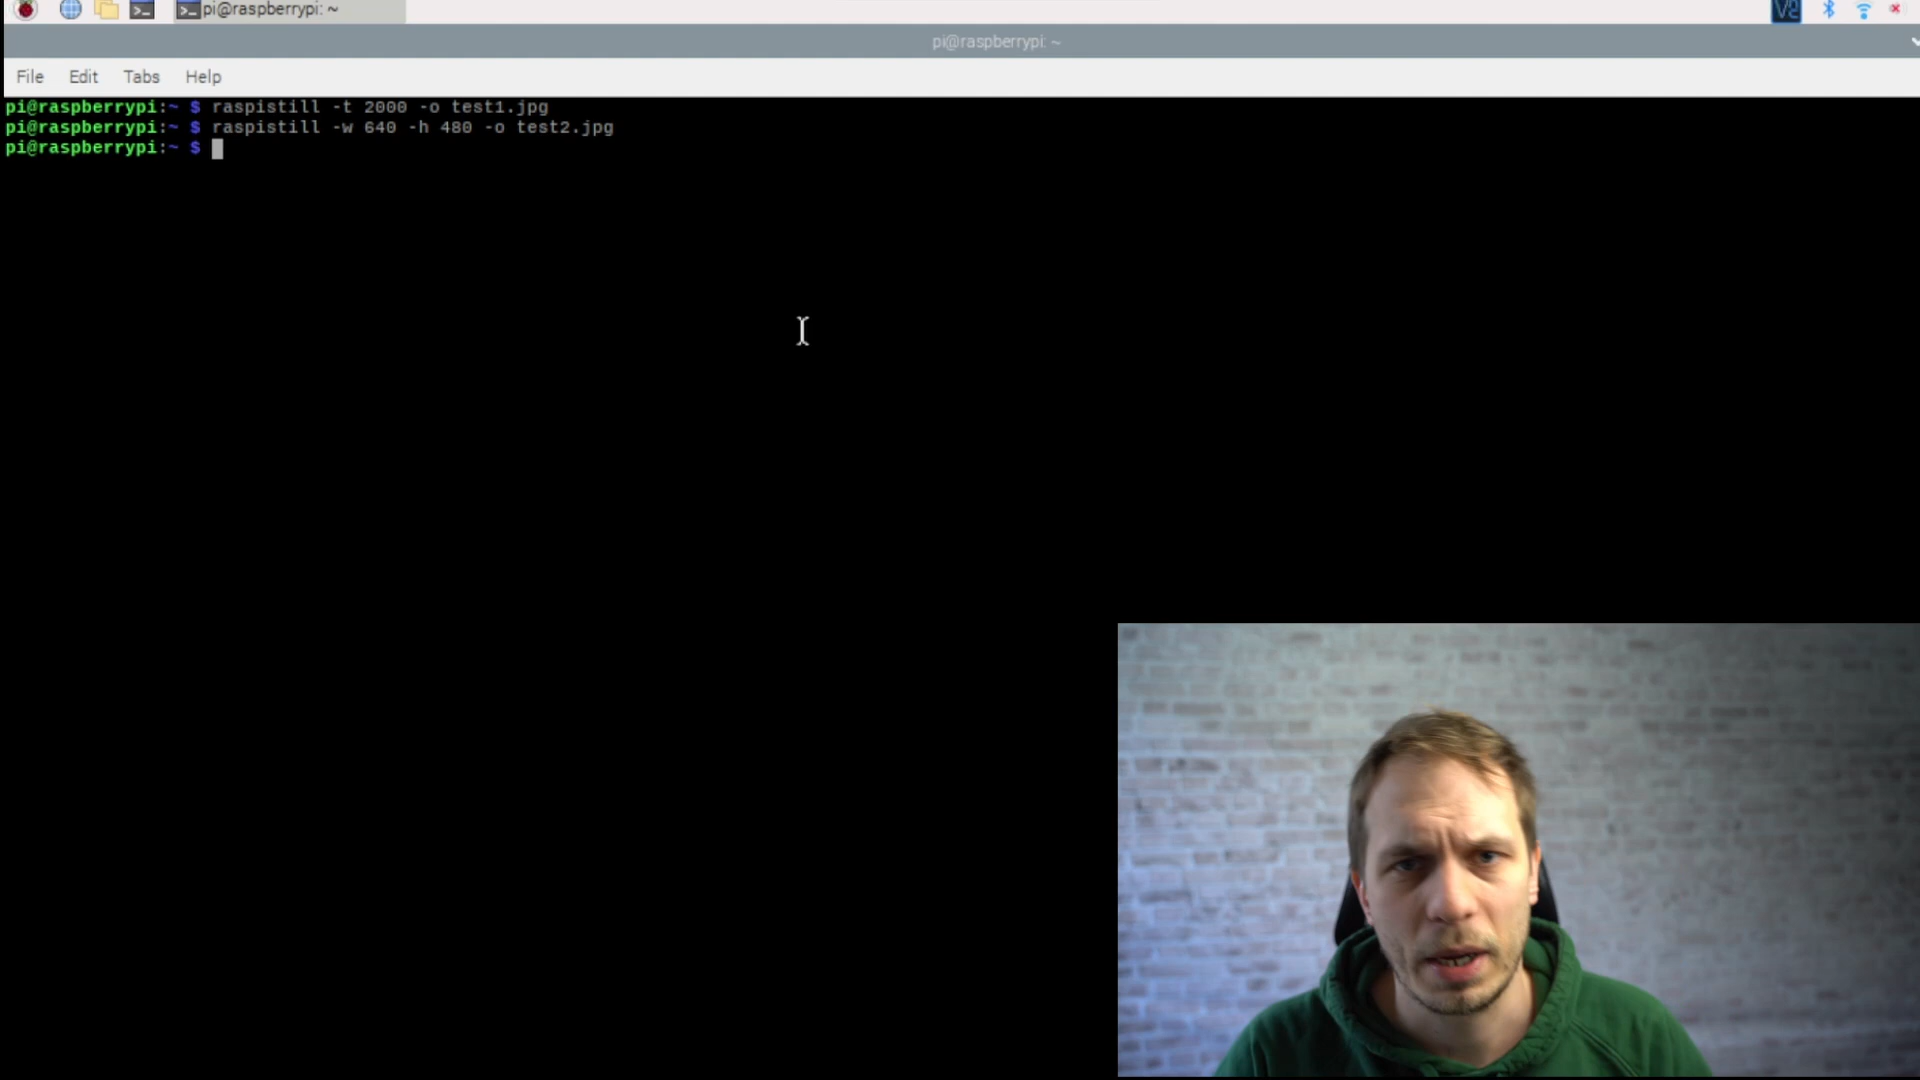 pi@raspberrypi: ~
pi@raspberrypi: ~
File Edit Tabs Help
pi@raspberrypi:~ $ raspistill -t 2000 -o test1.jpg
pi@raspberrypi:~ $ raspistill -w 640 -h 480 -o test2.jpg
pi@raspberrypi:~ $